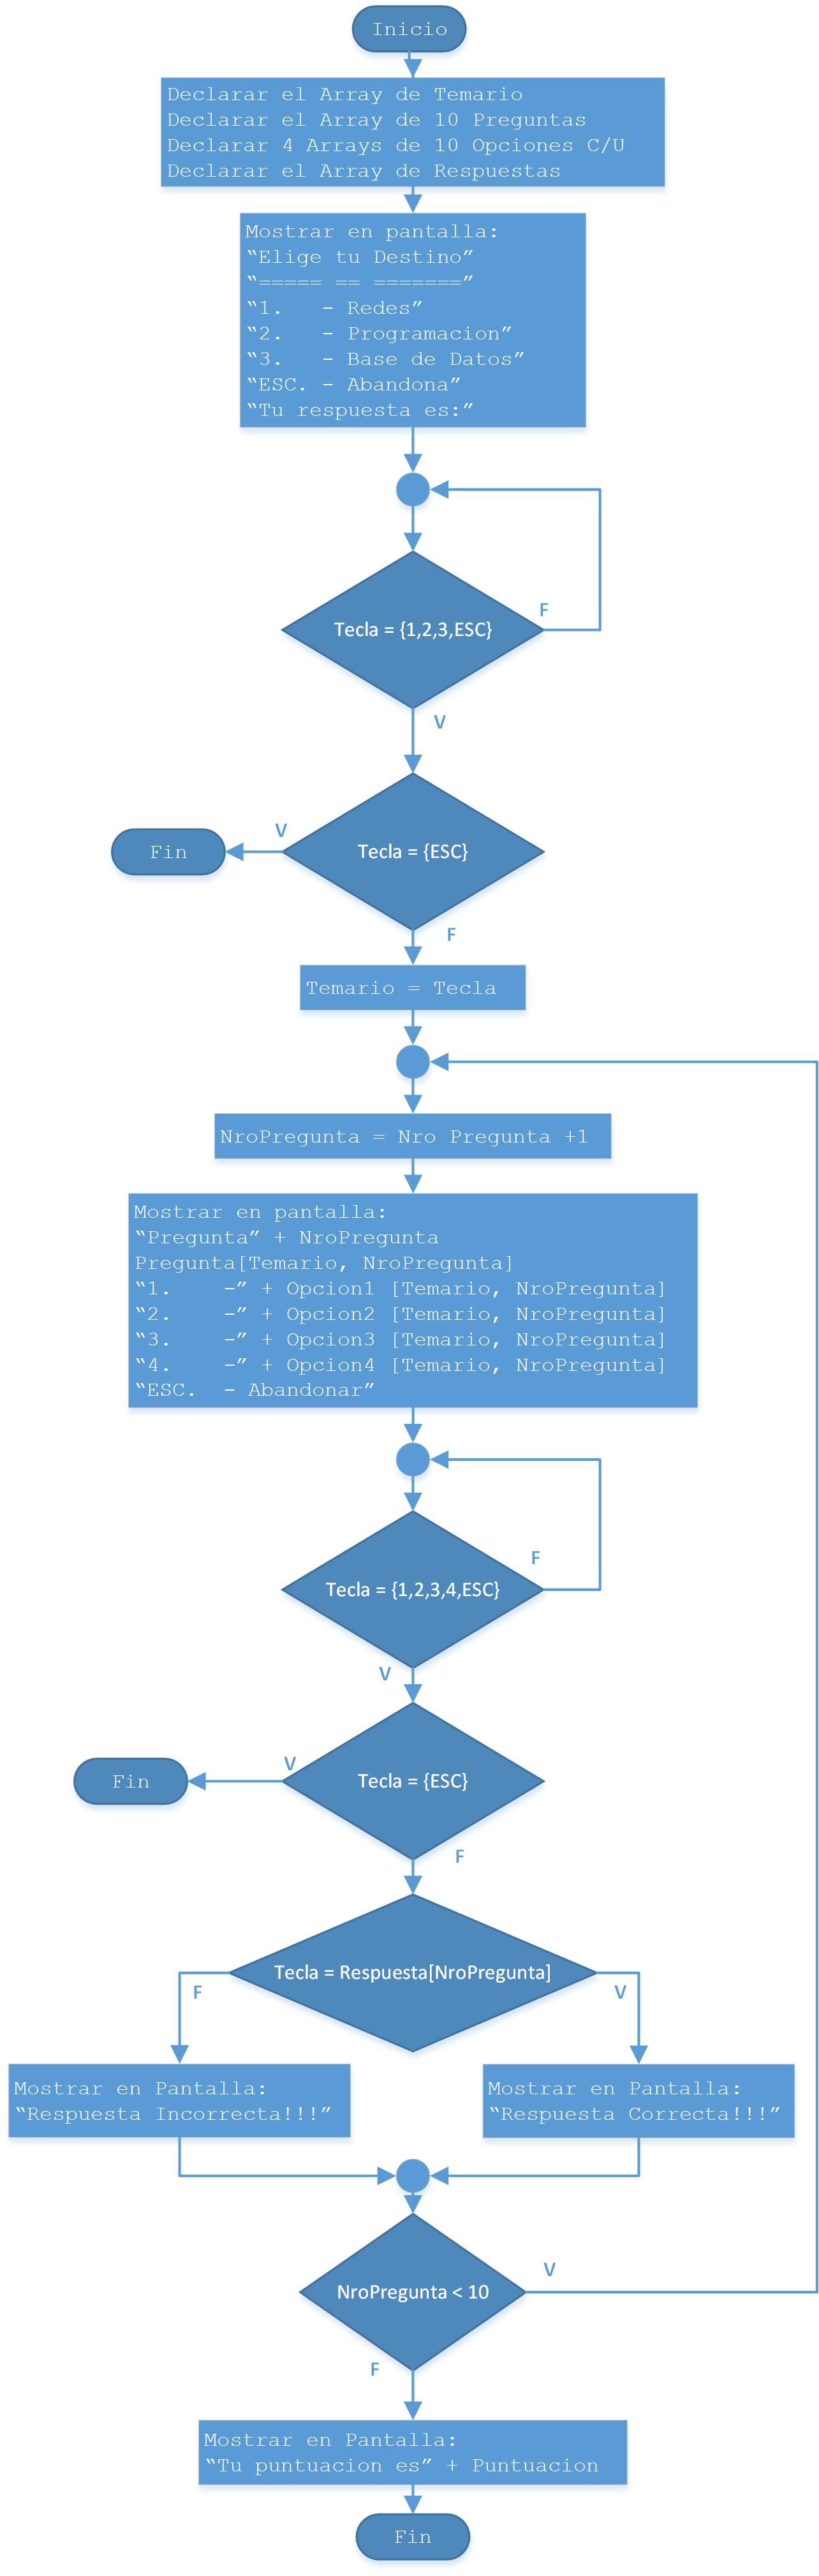 Inicio
Declarar el Array de Temario
Declarar el Array de 10 Preguntas
Declarar 4 Arrays de 10 Opciones C/U
Declarar el Array de Respuestas
Mostrar en pantalla:
“Elige tu Destino”
“===== == =======”
“1.   - Redes”
“2.   - Programacion”
“3.   - Base de Datos”
“ESC. - Abandona”
“Tu respuesta es:”
Tecla = {1,2,3,ESC}
F
V
Tecla = {ESC}
V
Fin
F
Temario = Tecla
NroPregunta = Nro Pregunta +1
Mostrar en pantalla:
“Pregunta” + NroPregunta
Pregunta[Temario, NroPregunta]
“1.    -” + Opcion1 [Temario, NroPregunta]
“2.    -” + Opcion2 [Temario, NroPregunta]
“3.    -” + Opcion3 [Temario, NroPregunta]
“4.    -” + Opcion4 [Temario, NroPregunta]
“ESC.  - Abandonar”
F
Tecla = {1,2,3,4,ESC}
V
V
Fin
Tecla = {ESC}
F
Tecla = Respuesta[NroPregunta]
F
V
Mostrar en Pantalla:
“Respuesta Incorrecta!!!”
Mostrar en Pantalla:
“Respuesta Correcta!!!”
NroPregunta < 10
V
F
Mostrar en Pantalla:
“Tu puntuacion es” + Puntuacion
Fin